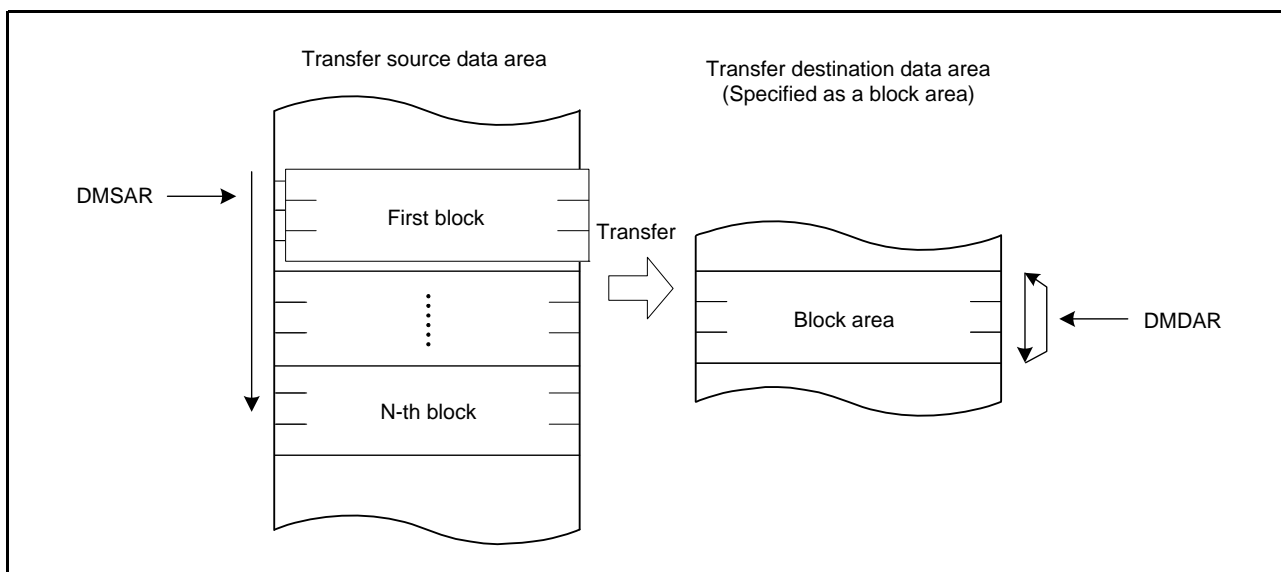 Transfer source data area
Transfer destination data area
(Specified as a block area)
DMSAR
First block
Transfer
Block area
DMDAR
N-th block